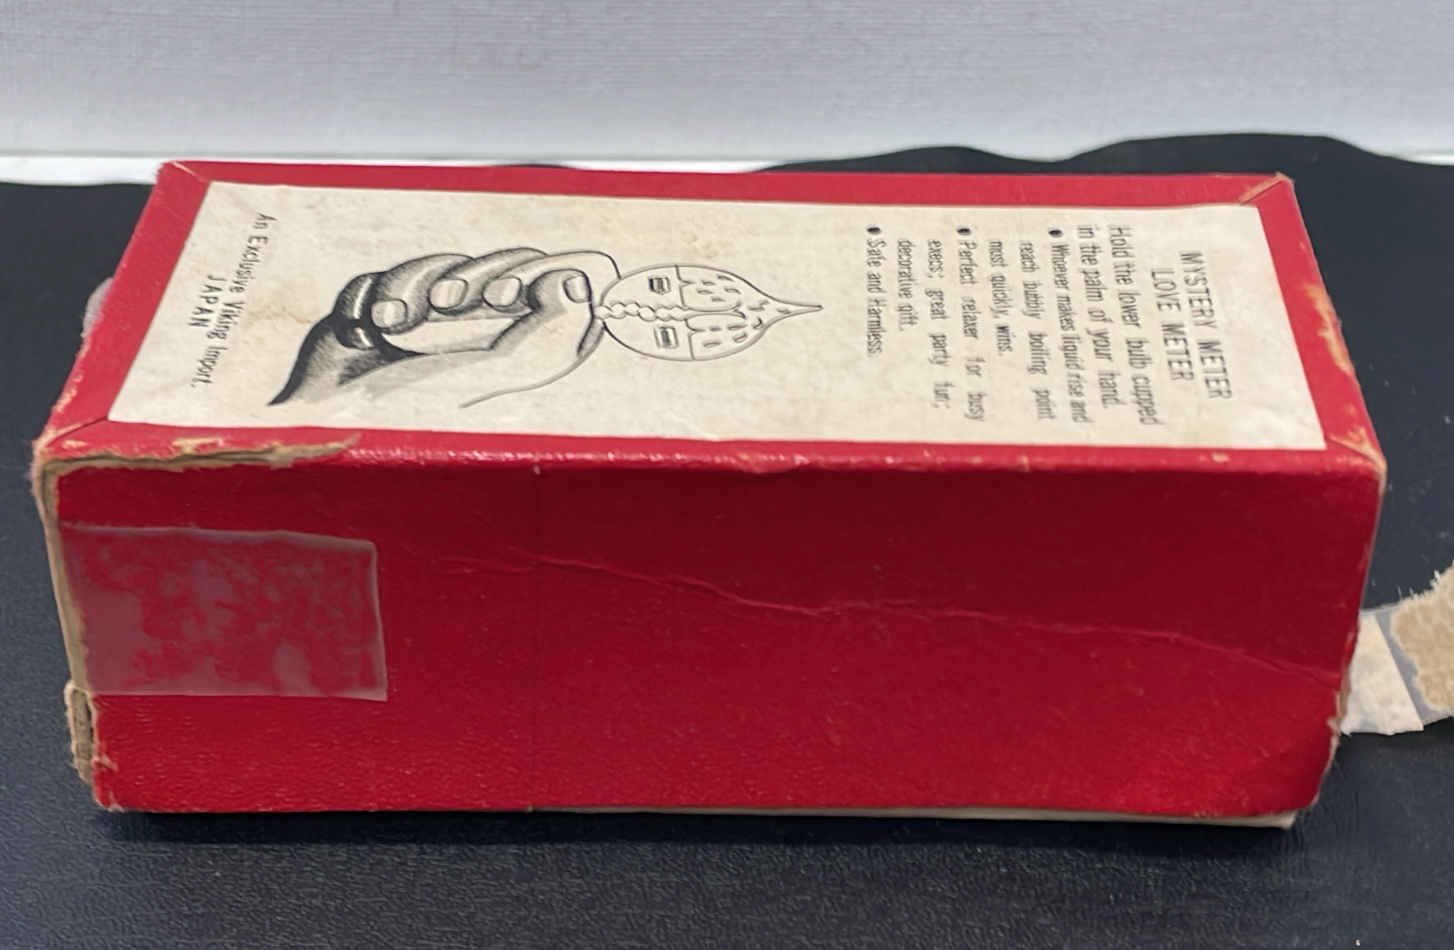 MYSTERY METER
LOVE METER
Hold the lower bulb cupped
in the palm of your hand.
• Whoever makes liquid rise and
reach bubbly boiling point
most quickly, wins.
• Perfect relaxer for busy
execs; great party fun;
decorative gift.
• Safe and Harmless.
An Exclusive Viking Import.
JAPAN